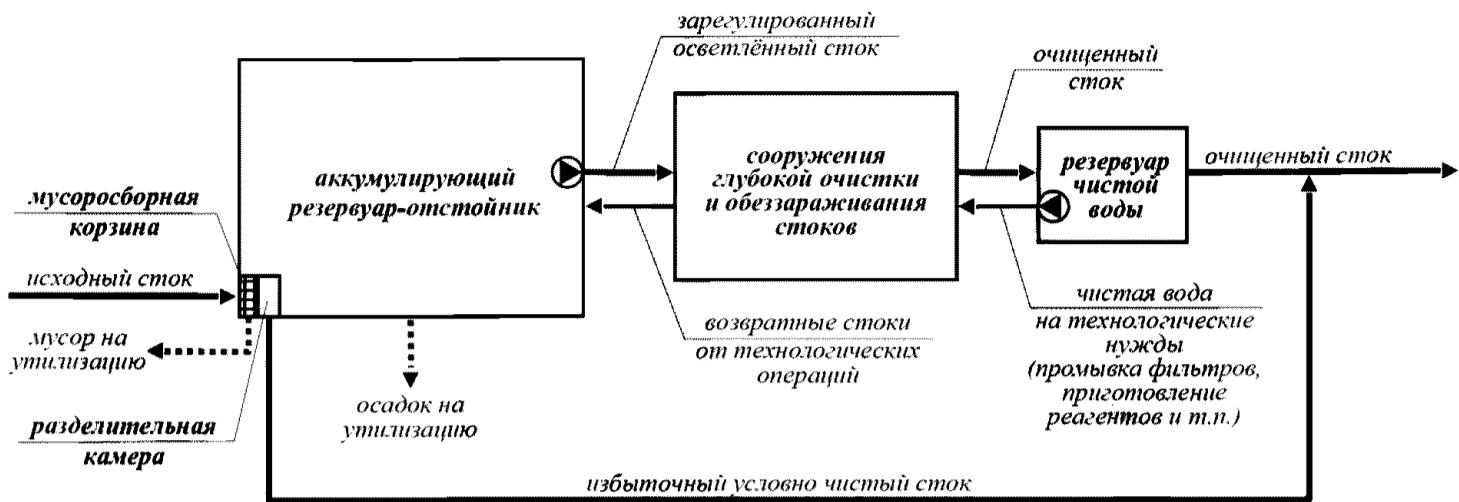 зарегулированный
осветлённый сток
очищенный
сток
мусоросборная
корзина
аккумулирующий
резервуар-отстойник
сооружения
глубокой очистки
и обеззараживания
стоков
резервуар
чистой
воды
очищенный сток
исходный сток
мусор на
утилизацию
разделительная
камера
осадок на
утилизацию
возвратные стоки
от технологических
операций
чистая вода
на технологические
нужды
(промывка фильтров,
приготовление
реагентов и т.п.)
избыточный условно чистый сток